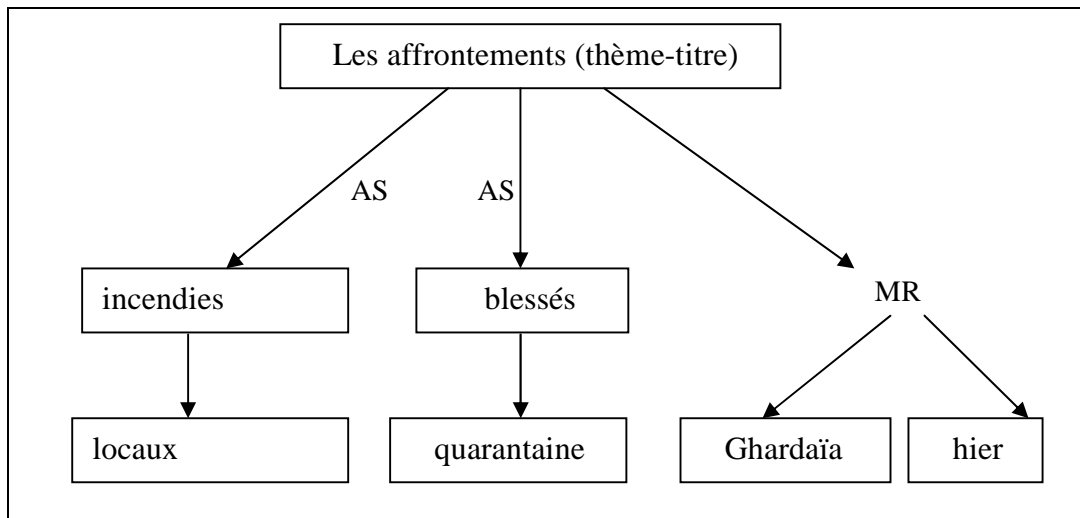 Les affrontements (thème-titre)
AS AS
incendies blessés MR
locaux quarantaine Ghardaïa hier